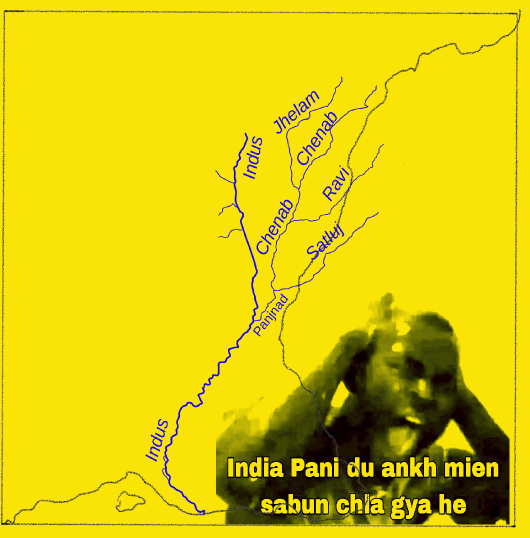 Jhelam
Chenab
Indus
Ravi
Chenab
Satluj
Panjnad
Indus
India Pani du ankh mien
sabun chla gya he